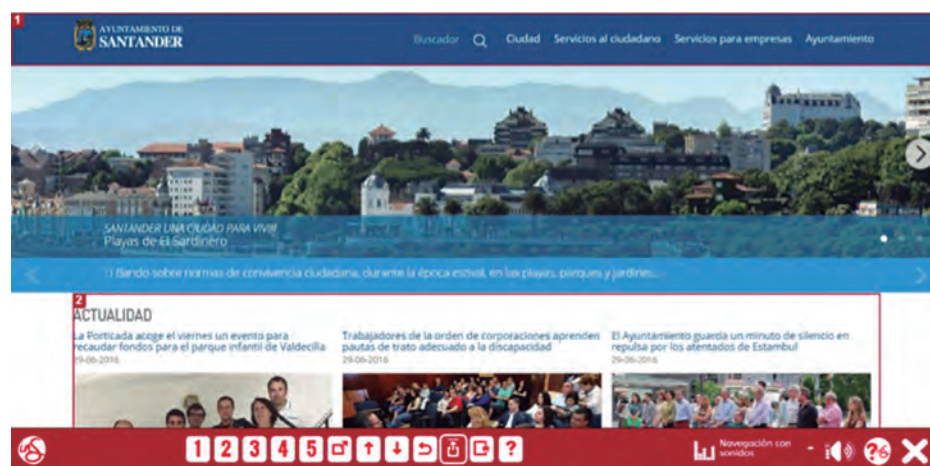 1
AYUNTAMIENTO DE
SANTANDER
Buscador Ciudad Servicios al ciudadano Servicios para empresas Ayuntamiento
SANTANDER UNA CIUDAD PARA VIVIR
Playas de El Sardinero
Bando sobre normas de convivencia ciudadana, durante la época estival, en las playas, parques y jardines...
2
ACTUALIDAD
La Porticada acoge el viernes un evento para
recaudar fondos para el parque infantil de Valdecilla
29-06-2016
Trabajadores de la orden de corporaciones aprenden
pautas de trato adecuado a la discapacidad
29-06-2016
El Ayuntamiento guarda un minuto de silencio en
repulsa por los atentados de Estambul
29-06-2016
1 2 3 4 5 ?
Navegación con
sonidos